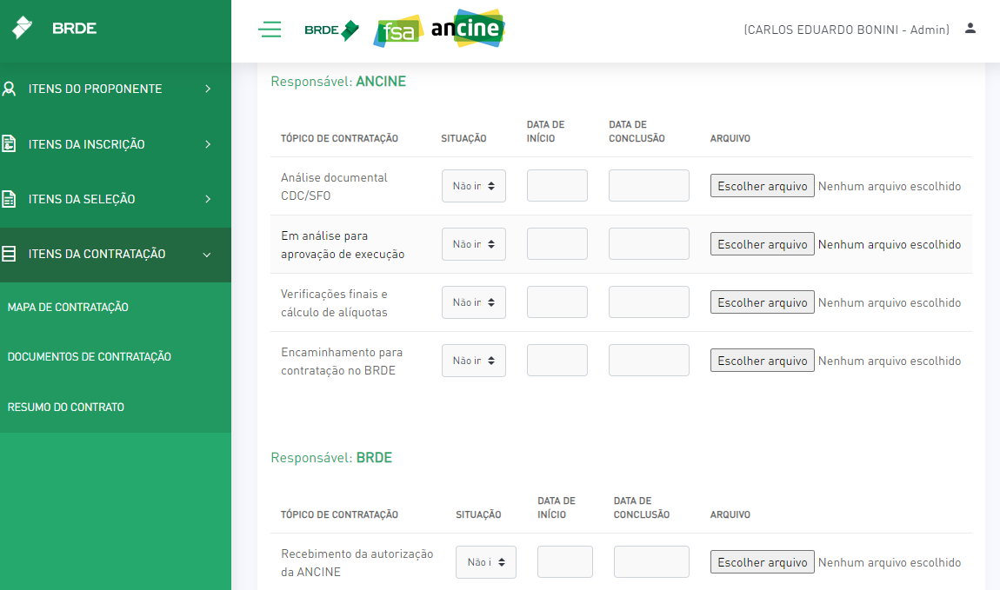 BRDE
BRDE fsa ancine
(CARLOS EDUARDO BONINI - Admin)
ITENS DO PROPONENTE
ITENS DA INSCRIÇÃO
ITENS DA SELEÇÃO
ITENS DA CONTRATAÇÃO
MAPA DE CONTRATAÇÃO
DOCUMENTOS DE CONTRATAÇÃO
RESUMO DO CONTRATO
Responsável: ANCINE
TÓPICO DE CONTRATAÇÃO
SITUAÇÃO
DATA DE
INÍCIO
DATA DE
CONCLUSÃO
ARQUIVO
Análise documental
CDC/SFO
Não in
Escolher arquivo Nenhum arquivo escolhido
Em análise para
aprovação de execução
Não in
Escolher arquivo Nenhum arquivo escolhido
Verificações finais e
cálculo de alíquotas
Não in
Escolher arquivo Nenhum arquivo escolhido
Encaminhamento para
contratação no BRDE
Não in
Escolher arquivo Nenhum arquivo escolhido
Responsável: BRDE
TÓPICO DE CONTRATAÇÃO
SITUAÇÃO
DATA DE
INÍCIO
DATA DE
CONCLUSÃO
ARQUIVO
Recebimento da autorização
da ANCINE
Não i
Escolher arquivo Nenhum arquivo escolhido